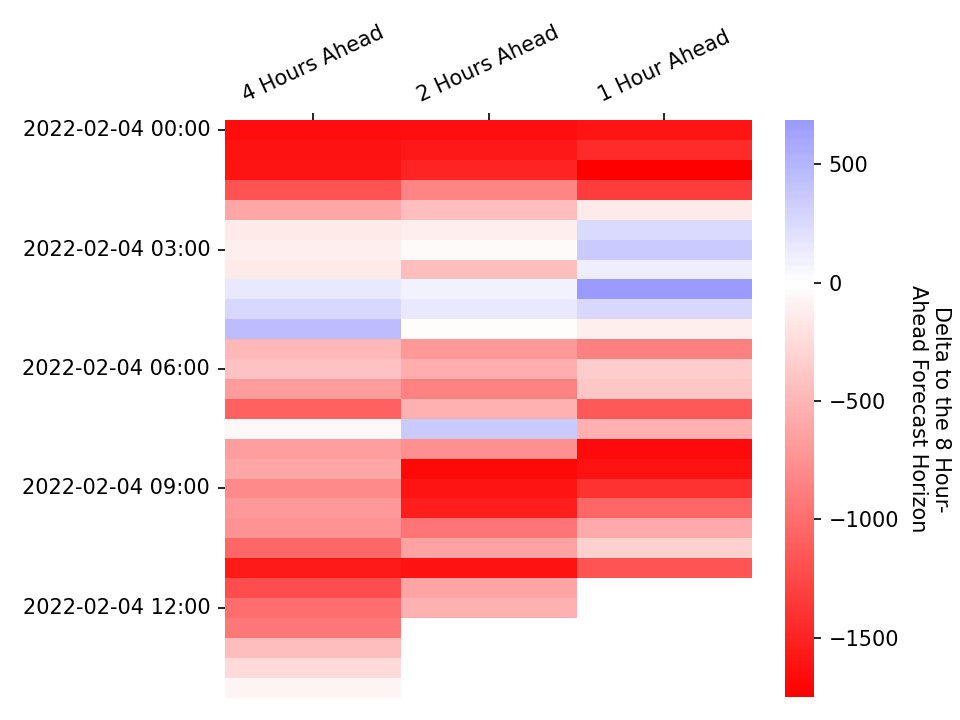 4 Hours Ahead
2 Hours Ahead
1 Hour Ahead
2022-02-04 00:00
2022-02-04 03:00
2022-02-04 06:00
2022-02-04 09:00
2022-02-04 12:00
500
0
−500
−1000
−1500
Delta to the 8 Hour-
Ahead Forecast Horizon